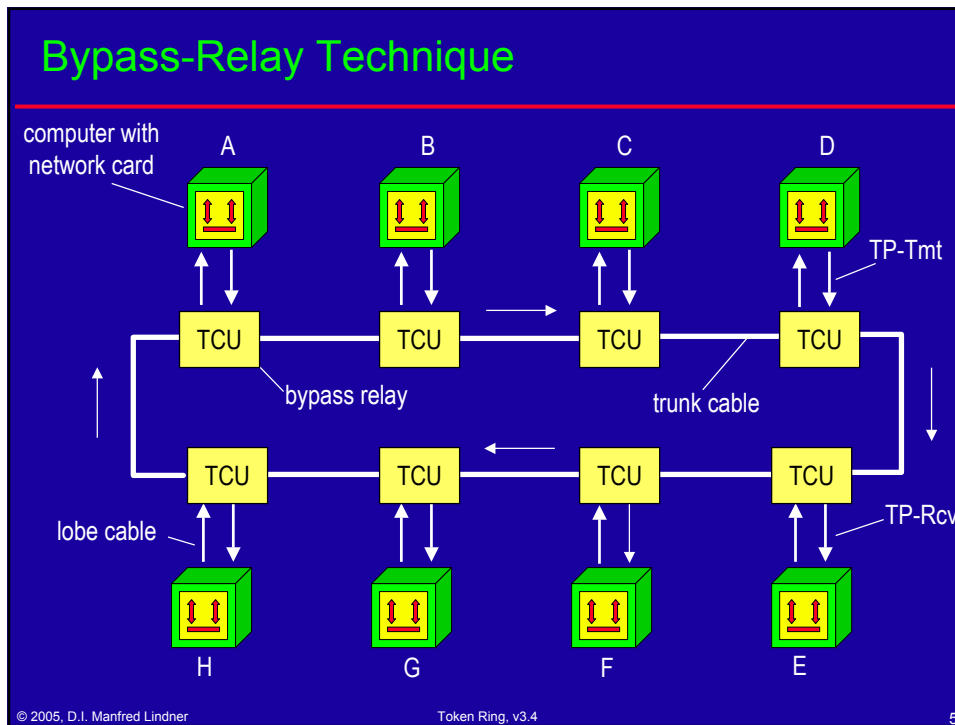 Bypass-Relay Technique
computer with
network card
A
B
C
D
TP-Tmt
TCU
TCU
TCU
TCU
bypass relay
trunk cable
TCU
TCU
TCU
TCU
lobe cable
TP-Rcv
H
G
F
E
© 2005, D.I. Manfred Lindner
Token Ring, v3.4
5